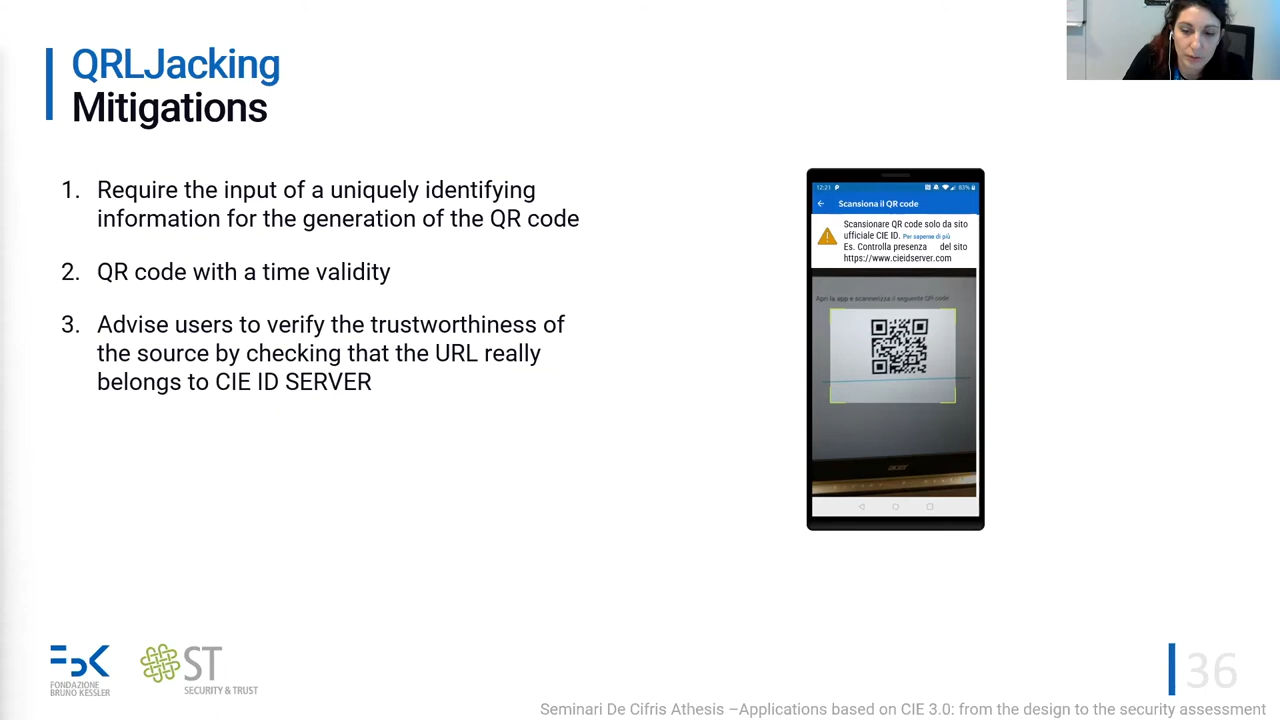 QRLJacking
Mitigations
1. Require the input of a uniquely identifying
information for the generation of the QR code
2. QR code with a time validity
3. Advise users to verify the trustworthiness of
the source by checking that the URL really
belongs to CIE ID SERVER
12:21
83%
Scansiona il QR code
Scansionare QR code solo da sito
ufficiale CIE ID. Per saperne di più
Es. Controlla presenza del sito
https://www.cieidserver.com
Apri la app e scannerizza il seguente QR code
acer
FBK
FONDAZIONE
BRUNO KESSLER
ST
SECURITY & TRUST
36
Seminari De Cifris Athesis –Applications based on CIE 3.0: from the design to the security assessment